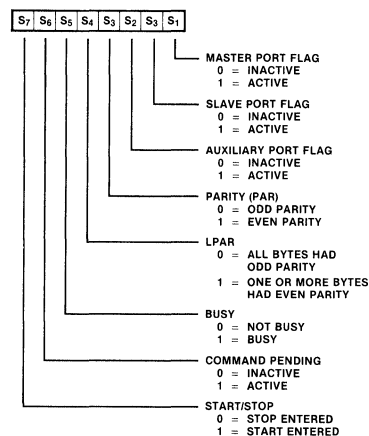 S7 S6 S5 S4 S3 S2 S3 S1
MASTER PORT FLAG
0 = INACTIVE
1 = ACTIVE
SLAVE PORT FLAG
0 = INACTIVE
1 = ACTIVE
AUXILIARY PORT FLAG
0 = INACTIVE
1 = ACTIVE
PARITY (PAR)
0 = ODD PARITY
1 = EVEN PARITY
LPAR
0 = ALL BYTES HAD
ODD PARITY
1 = ONE OR MORE BYTES
HAD EVEN PARITY
BUSY
0 = NOT BUSY
1 = BUSY
COMMAND PENDING
0 = INACTIVE
1 = ACTIVE
START/STOP
0 = STOP ENTERED
1 = START ENTERED